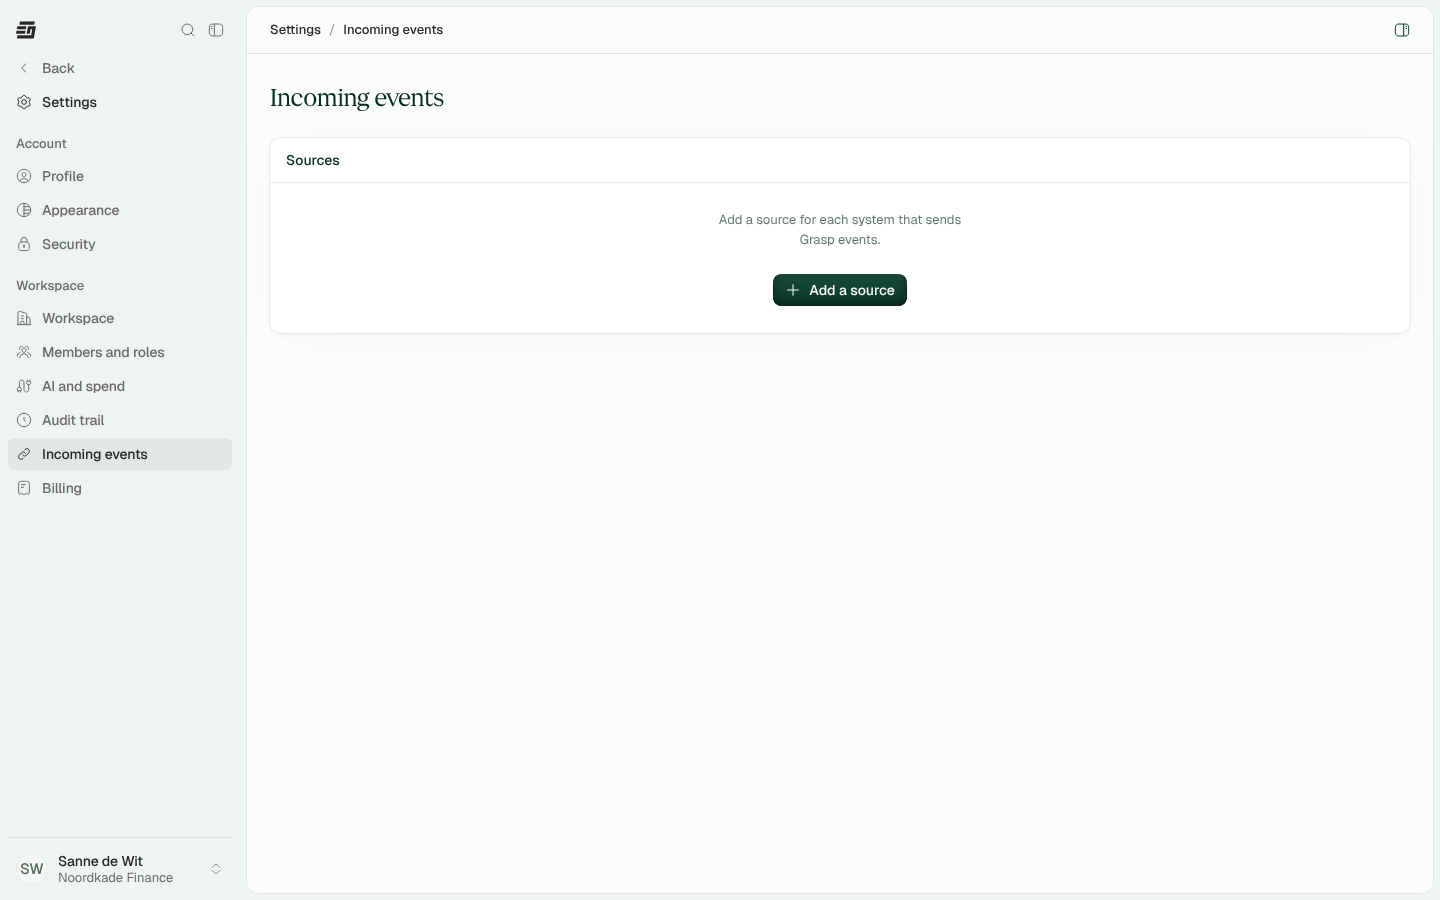 Back
Settings
Account
Profile
Appearance
Security
Workspace
Workspace
Members and roles
AI and spend
Audit trail
Incoming events
Billing
SW
Sanne de Wit
Noordkade Finance
Settings / Incoming events
Incoming events
Sources
Add a source for each system that sends
Grasp events.
Add a source